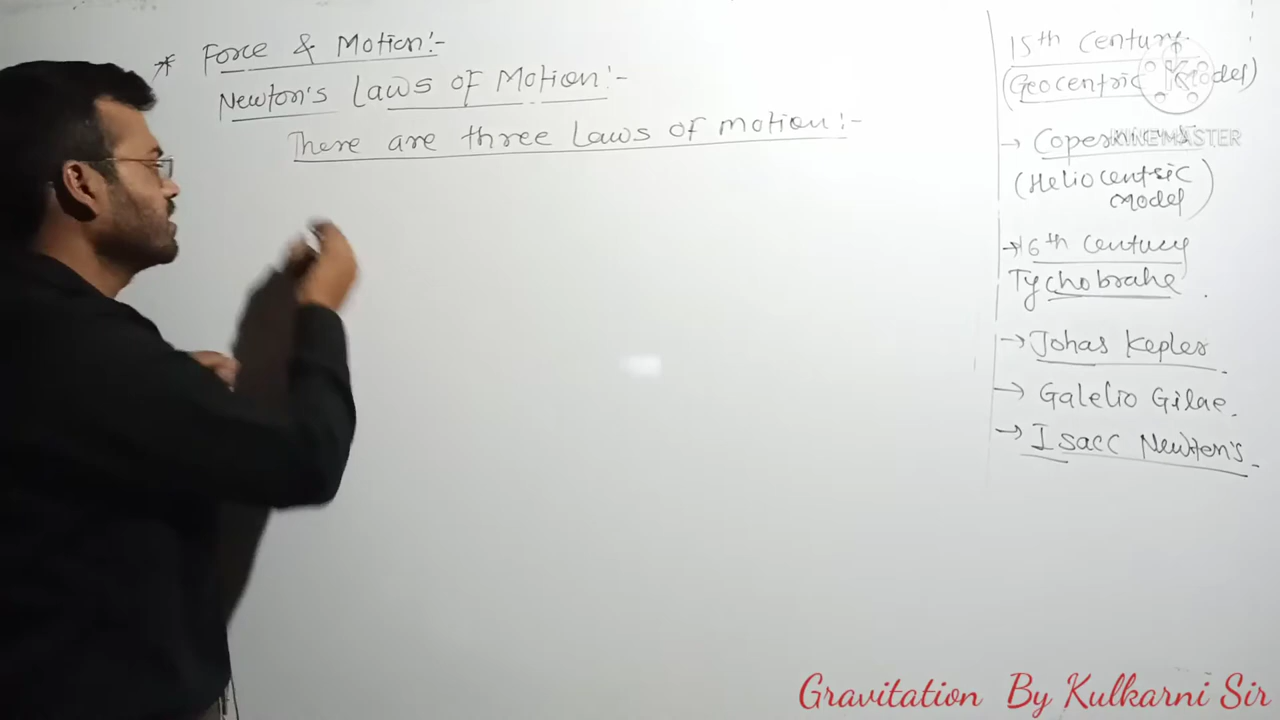 * Force & Motion:-
Newton's Laws of Motion:-
There are three Laws of motion:-
15th Century
(Geocentric Model)
→ Copernicus
KINEMASTER
(Heliocentric
model)
→ 16th Century
Tychobrahe.
→ Johas Kepler.
→ Galelio Gilae.
→ Isacc Newton's.
Gravitation By Kulkarni Sir